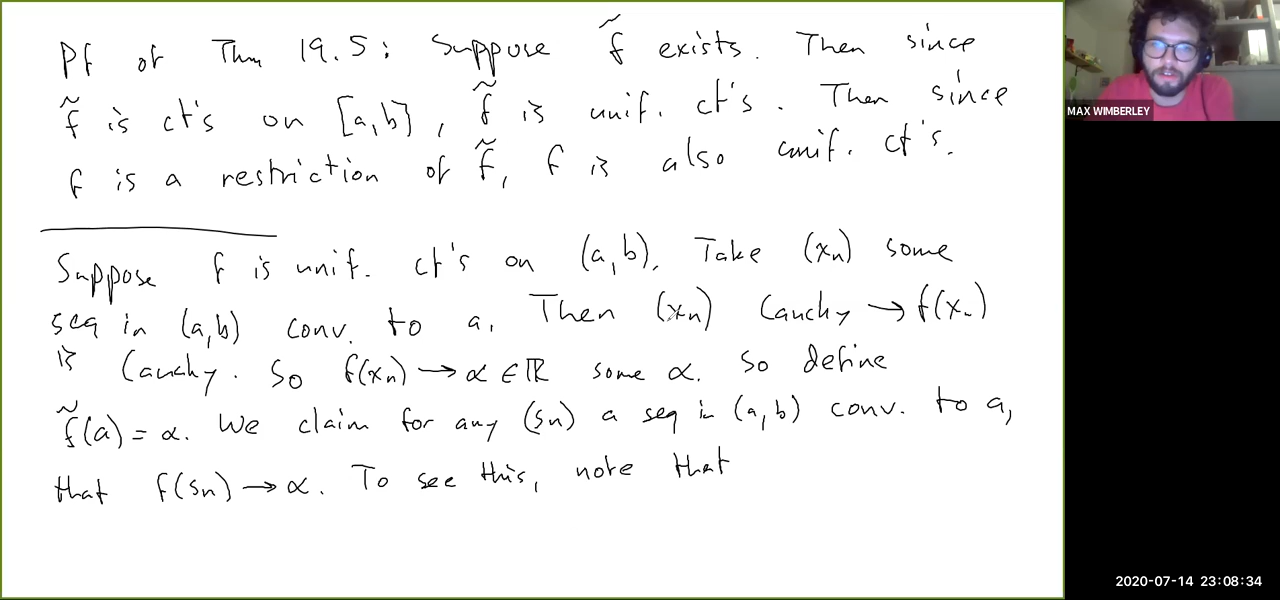 Pf of Thm 19.5: Suppose f̃ exists. Then since
f̃ is ct's on [a,b], f̃ is unif. ct's. Then since
f is a restriction of f̃, f is also unif. ct's.
Suppose f is unif. ct's on (a,b). Take (xn) some
seq in (a,b) conv. to a. Then (xn) Cauchy → f(xn)
is Cauchy. So f(xn) → α ∈ ℝ some α. So define
f̃(a) = α. We claim for any (sn) a seq in (a,b) conv. to a,
that f(sn) → α. To see this, note that
MAX WIMBERLEY
2020-07-14 23:08:34